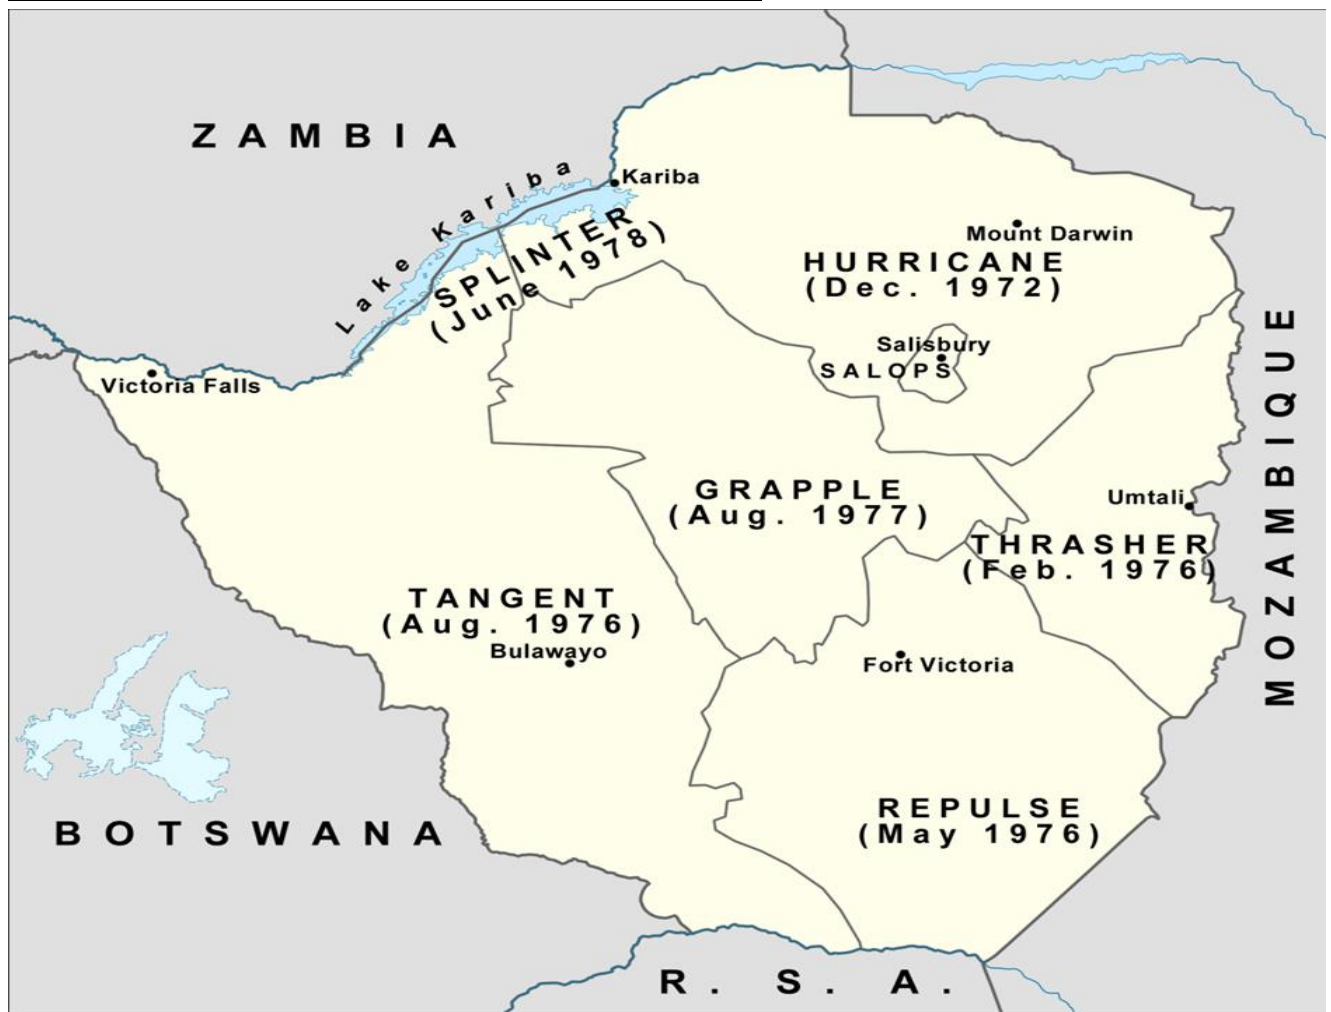 ZAMBIA
Lake Kariba
Kariba
SPLINTER
(June 1978)
Mount Darwin
HURRICANE
(Dec. 1972)
Salisbury
SALOPS
Victoria Falls
MOZAMBIQUE
GRAPPLE
(Aug. 1977)
Umtali
THRASHER
(Feb. 1976)
TANGENT
(Aug. 1976)
Bulawayo
Fort Victoria
REPULSE
(May 1976)
BOTSWANA
R. S. A.